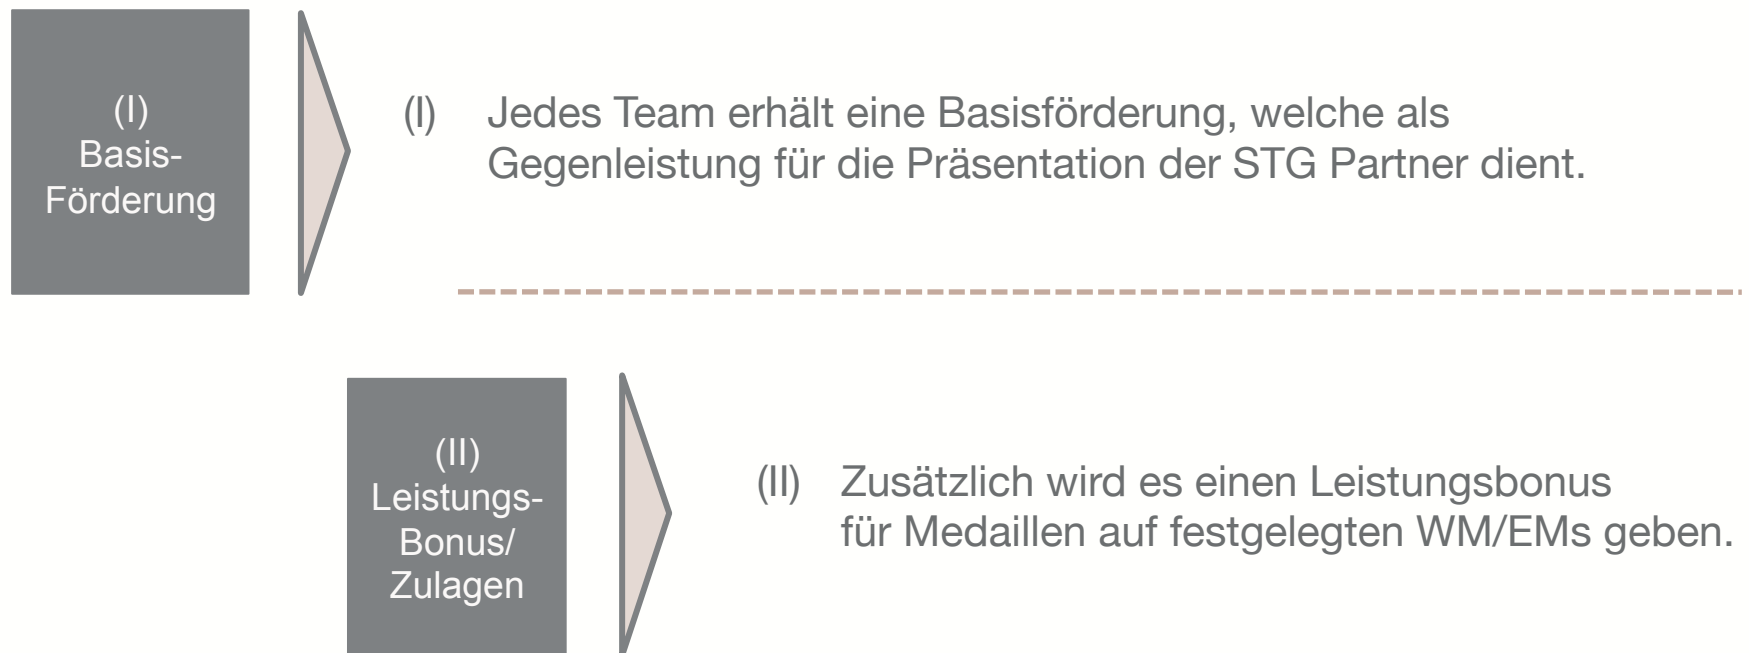 (I)
Basis-
Förderung
(I) Jedes Team erhält eine Basisförderung, welche als
Gegenleistung für die Präsentation der STG Partner dient.
(II)
Leistungs-
Bonus/
Zulagen
(II) Zusätzlich wird es einen Leistungsbonus
für Medaillen auf festgelegten WM/EMs geben.